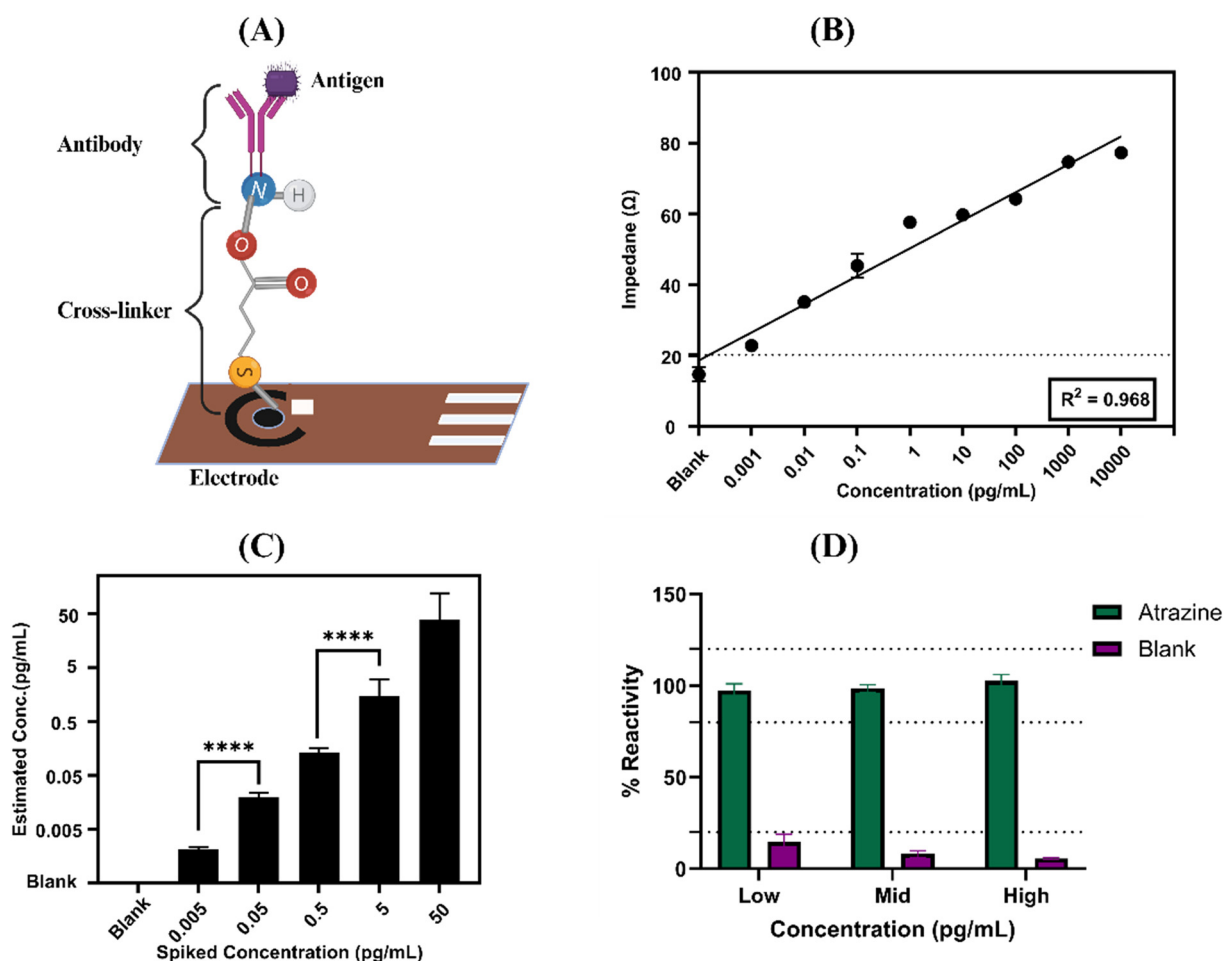 (A)
Antigen
Antibody
N
H
O
O
Cross-linker
S
Electrode
(B)
100
80
60
40
20
0
Impedane (Ω)
R² = 0.968
Blank
0.001
0.01
0.1
1
10
100
1000
10000
Concentration (pg/mL)
(C)
50
5
0.5
0.05
0.005
Blank
Estimated Conc.(pg/mL)
****
****
Blank
0.005
0.05
0.5
5
50
Spiked Concentration (pg/mL)
(D)
150
100
50
0
% Reactivity
Atrazine
Blank
Low
Mid
High
Concentration (pg/mL)